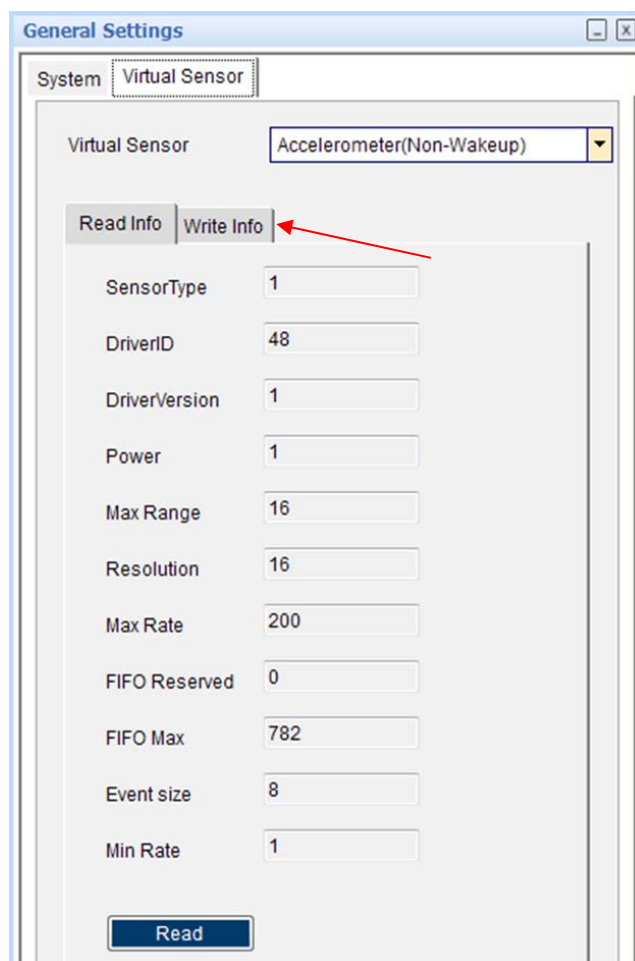 General Settings
System Virtual Sensor
Virtual Sensor Accelerometer(Non-Wakeup)
Read Info Write Info
SensorType 1
DriverID 48
DriverVersion 1
Power 1
Max Range 16
Resolution 16
Max Rate 200
FIFO Reserved 0
FIFO Max 782
Event size 8
Min Rate 1
Read